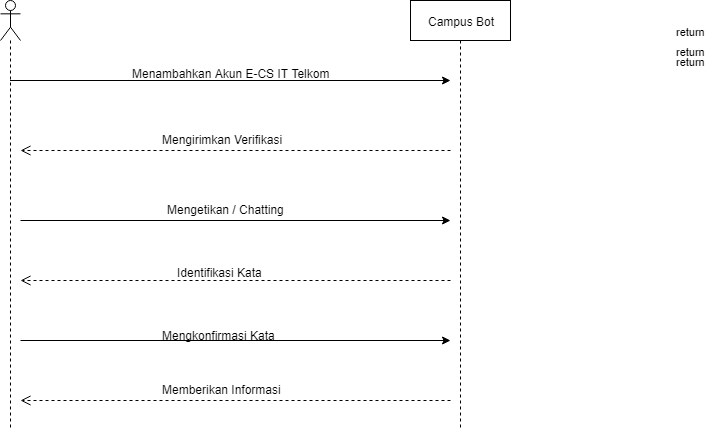 Campus Bot
return
return
return
Menambahkan Akun E-CS IT Telkom
Mengirimkan Verifikasi
Mengetikan / Chatting
Identifikasi Kata
Mengkonfirmasi Kata
Memberikan Informasi